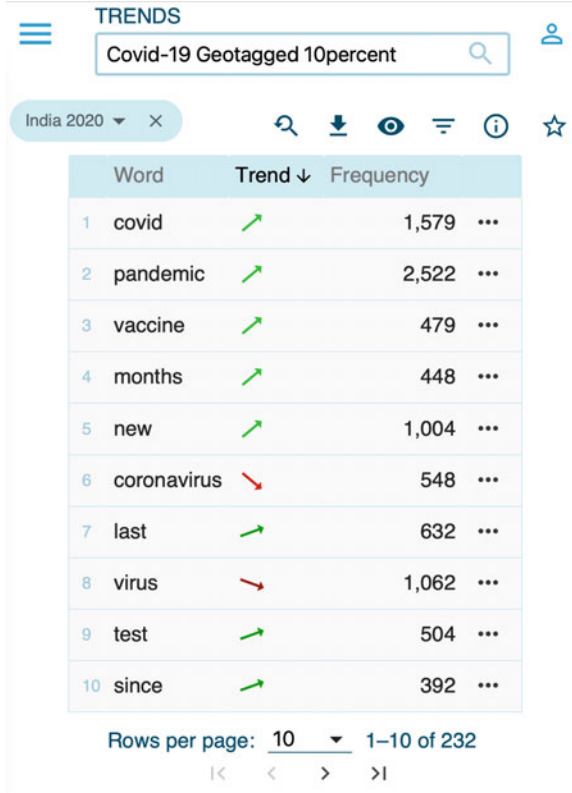 TRENDS
Covid-19 Geotagged 10percent
India 2020
Word Trend ↓ Frequency
1 covid 1,579
2 pandemic 2,522
3 vaccine 479
4 months 448
5 new 1,004
6 coronavirus 548
7 last 632
8 virus 1,062
9 test 504
10 since 392
Rows per page: 10 1–10 of 232